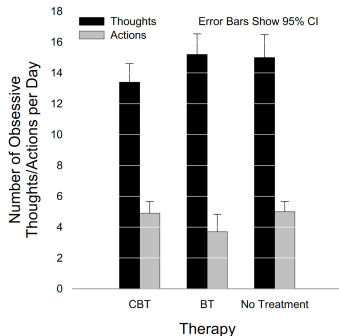 Thoughts
Actions
Error Bars Show 95% CI
Number of Obsessive
Thoughts/Actions per Day
18
16
14
12
10
8
6
4
2
0
CBT
BT
No Treatment
Therapy